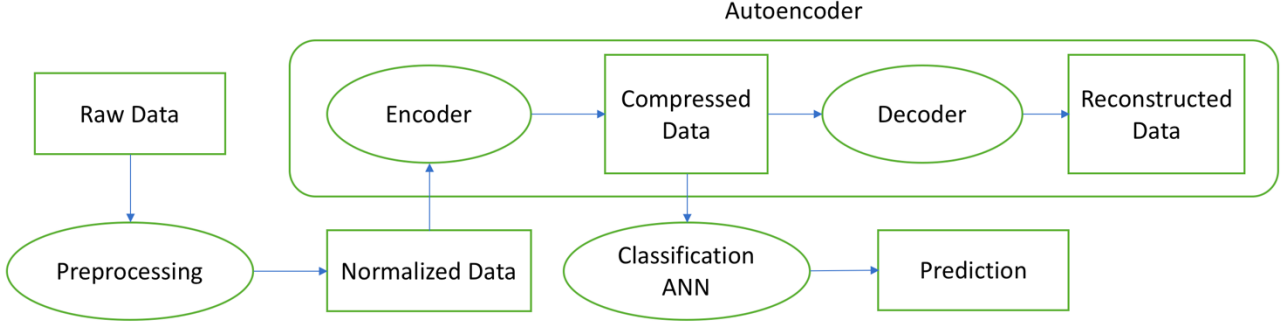 Autoencoder
Raw Data
Encoder
Compressed
Data
Decoder
Reconstructed
Data
Preprocessing
Normalized Data
Classification
ANN
Prediction